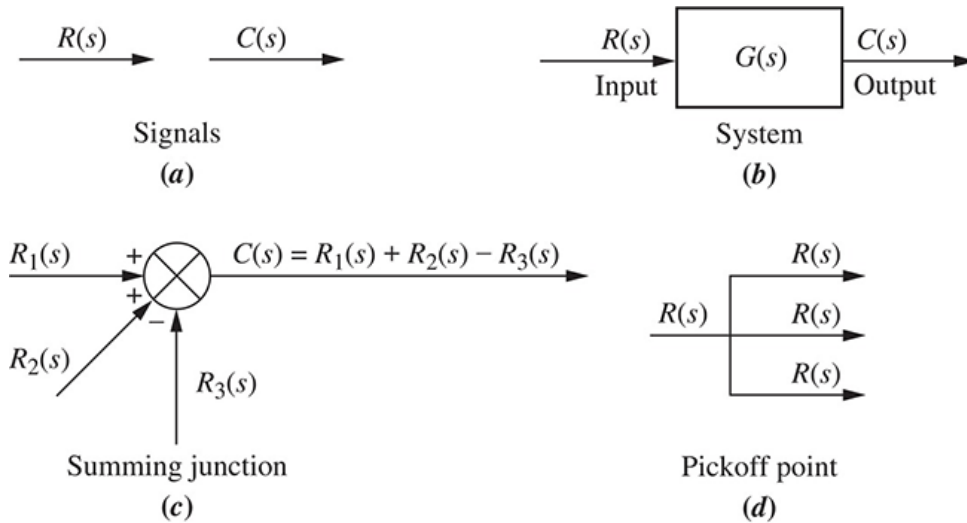 R(s)
C(s)
Signals
(a)
R(s)
Input
G(s)
C(s)
Output
System
(b)
R₁(s)
+
+
−
R₂(s)
R₃(s)
C(s) = R₁(s) + R₂(s) − R₃(s)
Summing junction
(c)
R(s)
R(s)
R(s)
R(s)
Pickoff point
(d)